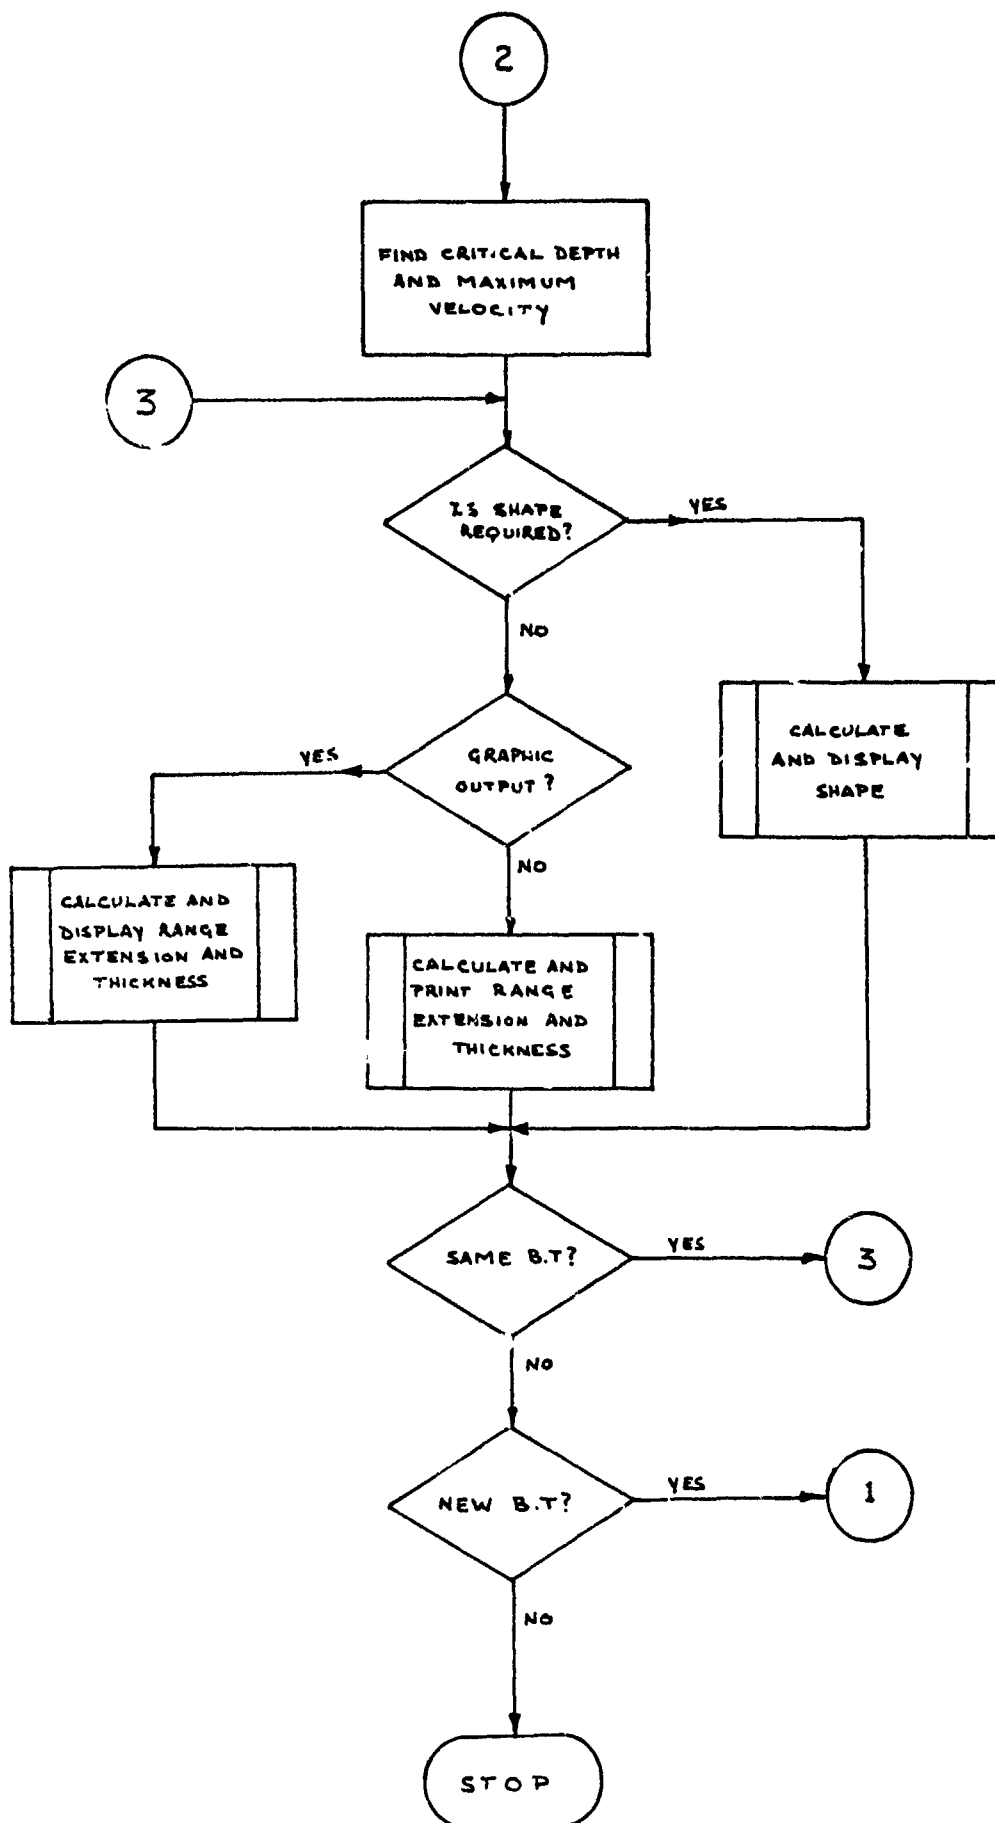 2
FIND CRITICAL DEPTH
AND MAXIMUM
VELOCITY
3
IS SHAPE
REQUIRED?
YES
NO
GRAPHIC
OUTPUT?
YES
NO
CALCULATE
AND DISPLAY
SHAPE
CALCULATE AND
DISPLAY RANGE
EXTENSION AND
THICKNESS
CALCULATE AND
PRINT RANGE
EXTENSION AND
THICKNESS
SAME B.T?
YES
3
NO
NEW B.T?
YES
1
NO
STOP